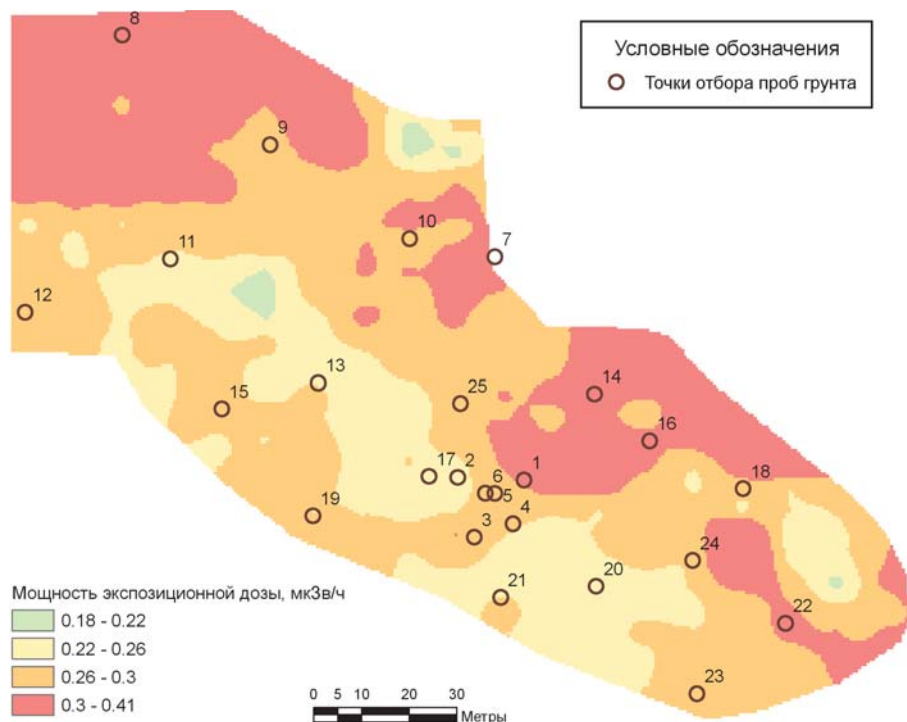 8
Условные обозначения
Точки отбора проб грунта
9
10
7
11
12
13
14
15
25
16
17
2
6
1
5
18
19
3
4
24
20
21
22
23
Мощность экспозиционной дозы, мкЗв/ч
0.18 - 0.22
0.22 - 0.26
0.26 - 0.3
0.3 - 0.41
0 5 10 20 30
Метры